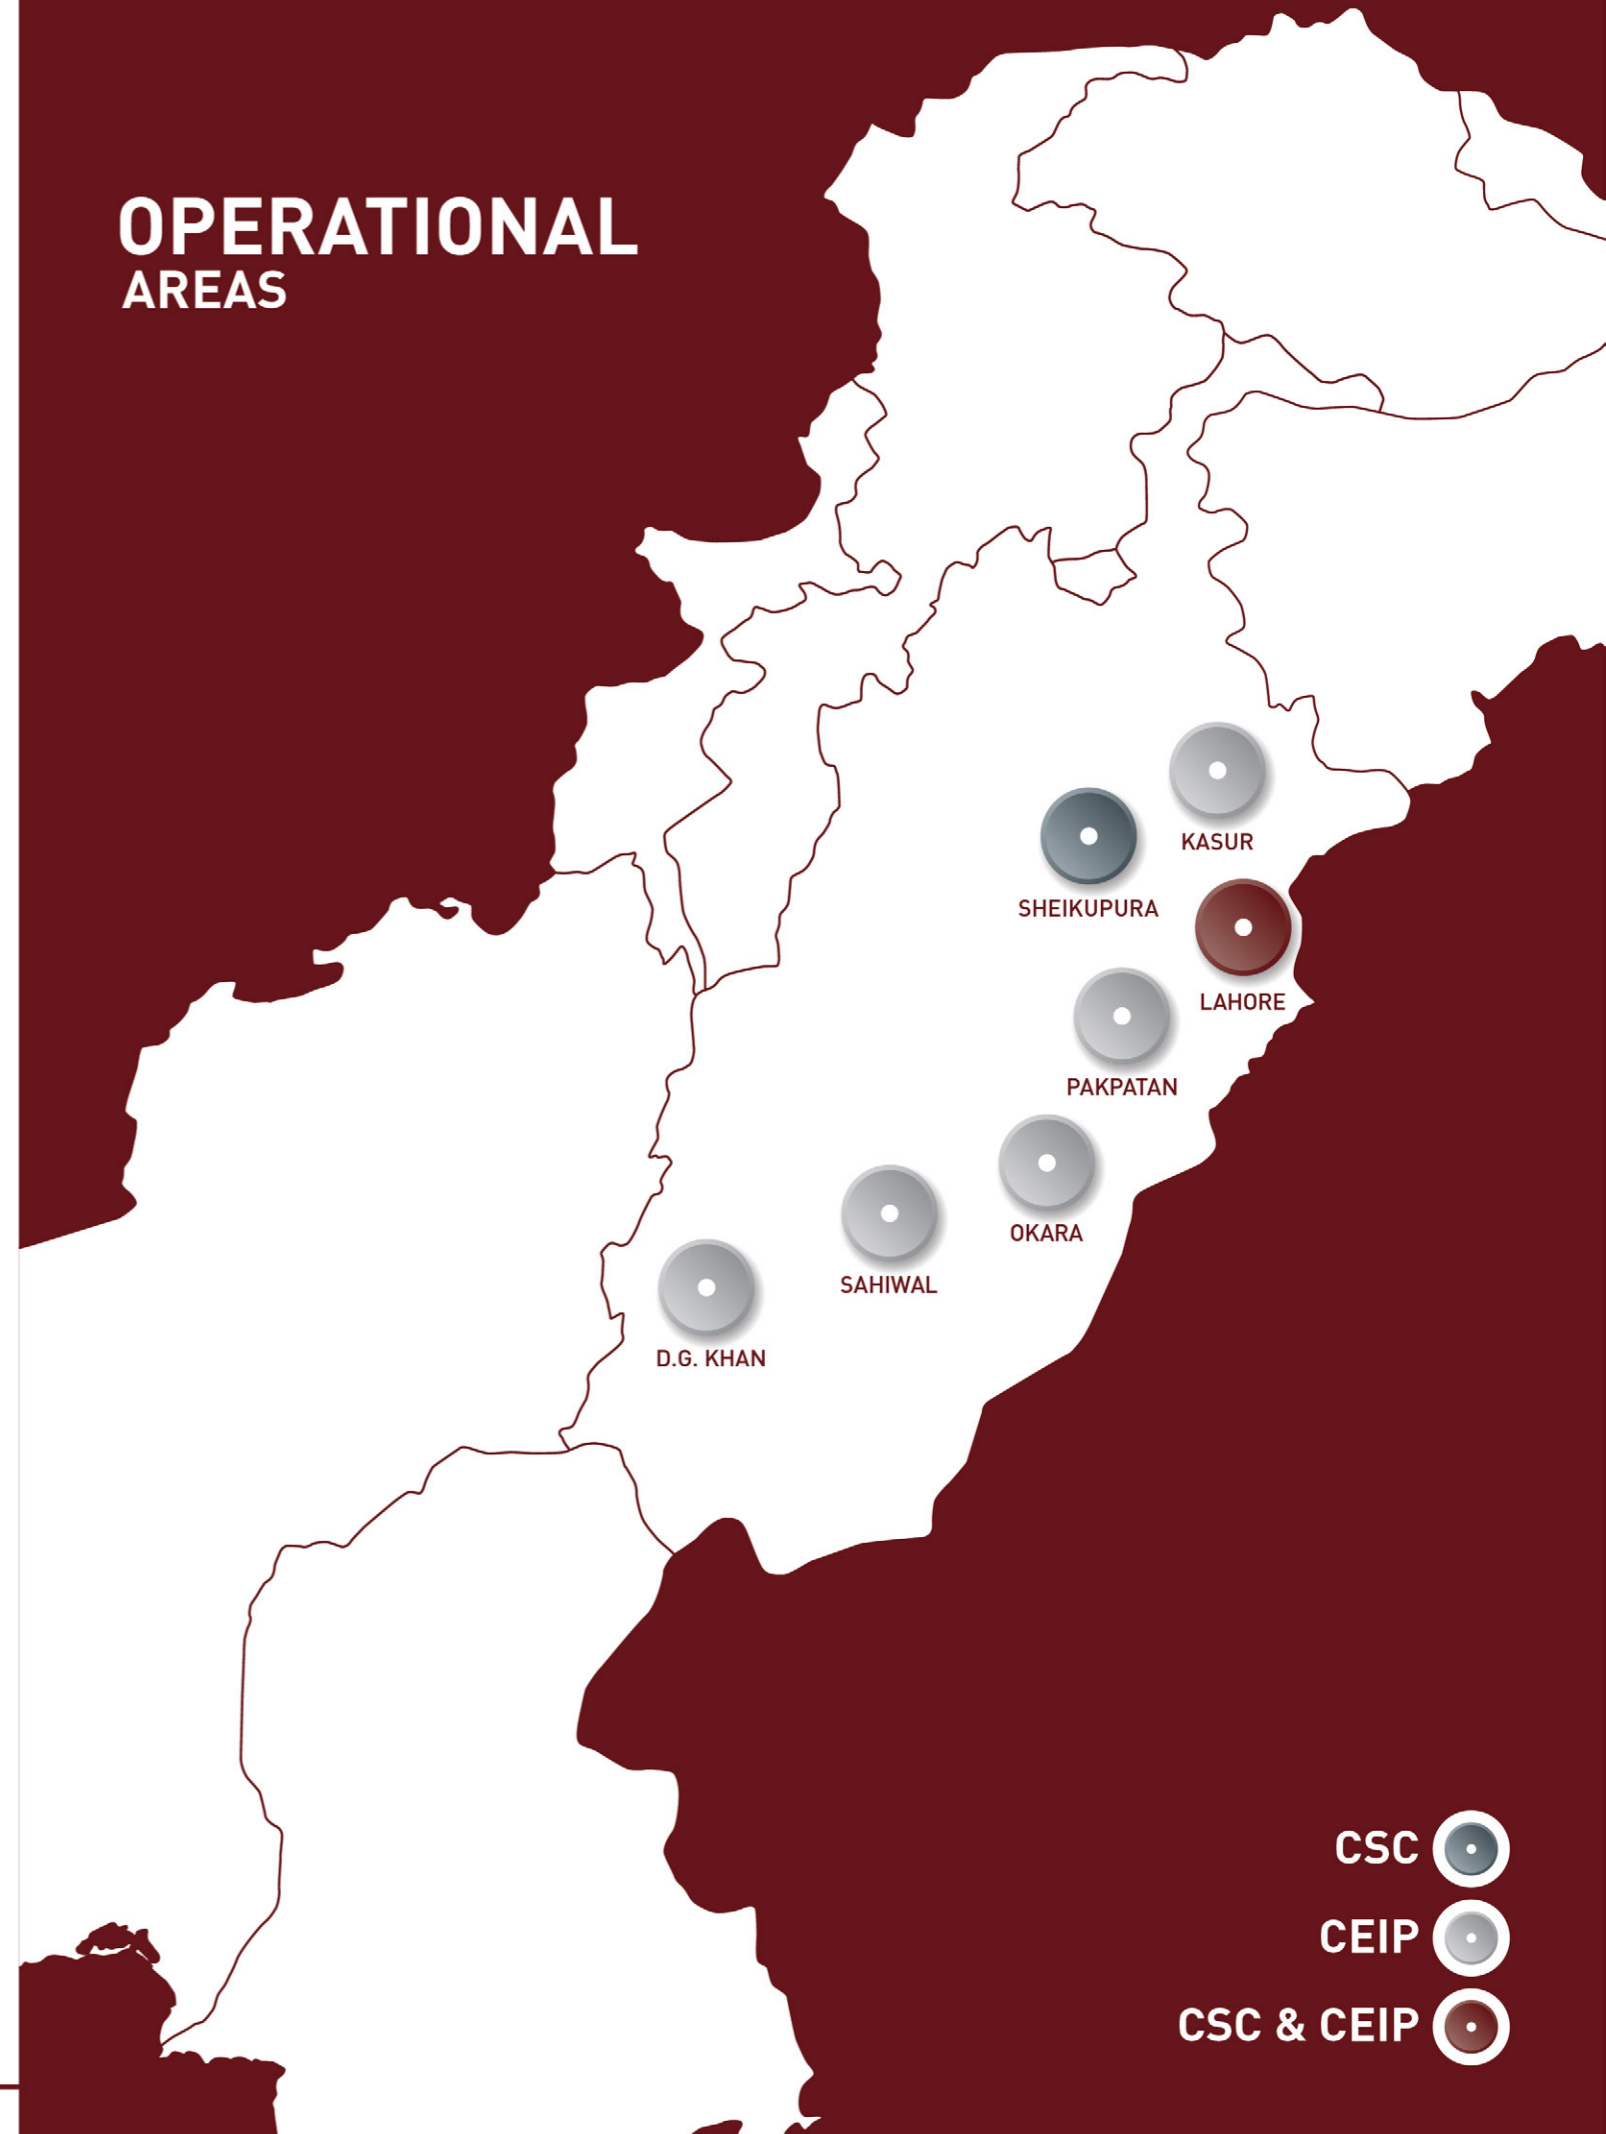 OPERATIONAL
AREAS
KASUR
SHEIKUPURA
LAHORE
PAKPATAN
OKARA
SAHIWAL
D.G. KHAN
CSC
CEIP
CSC & CEIP